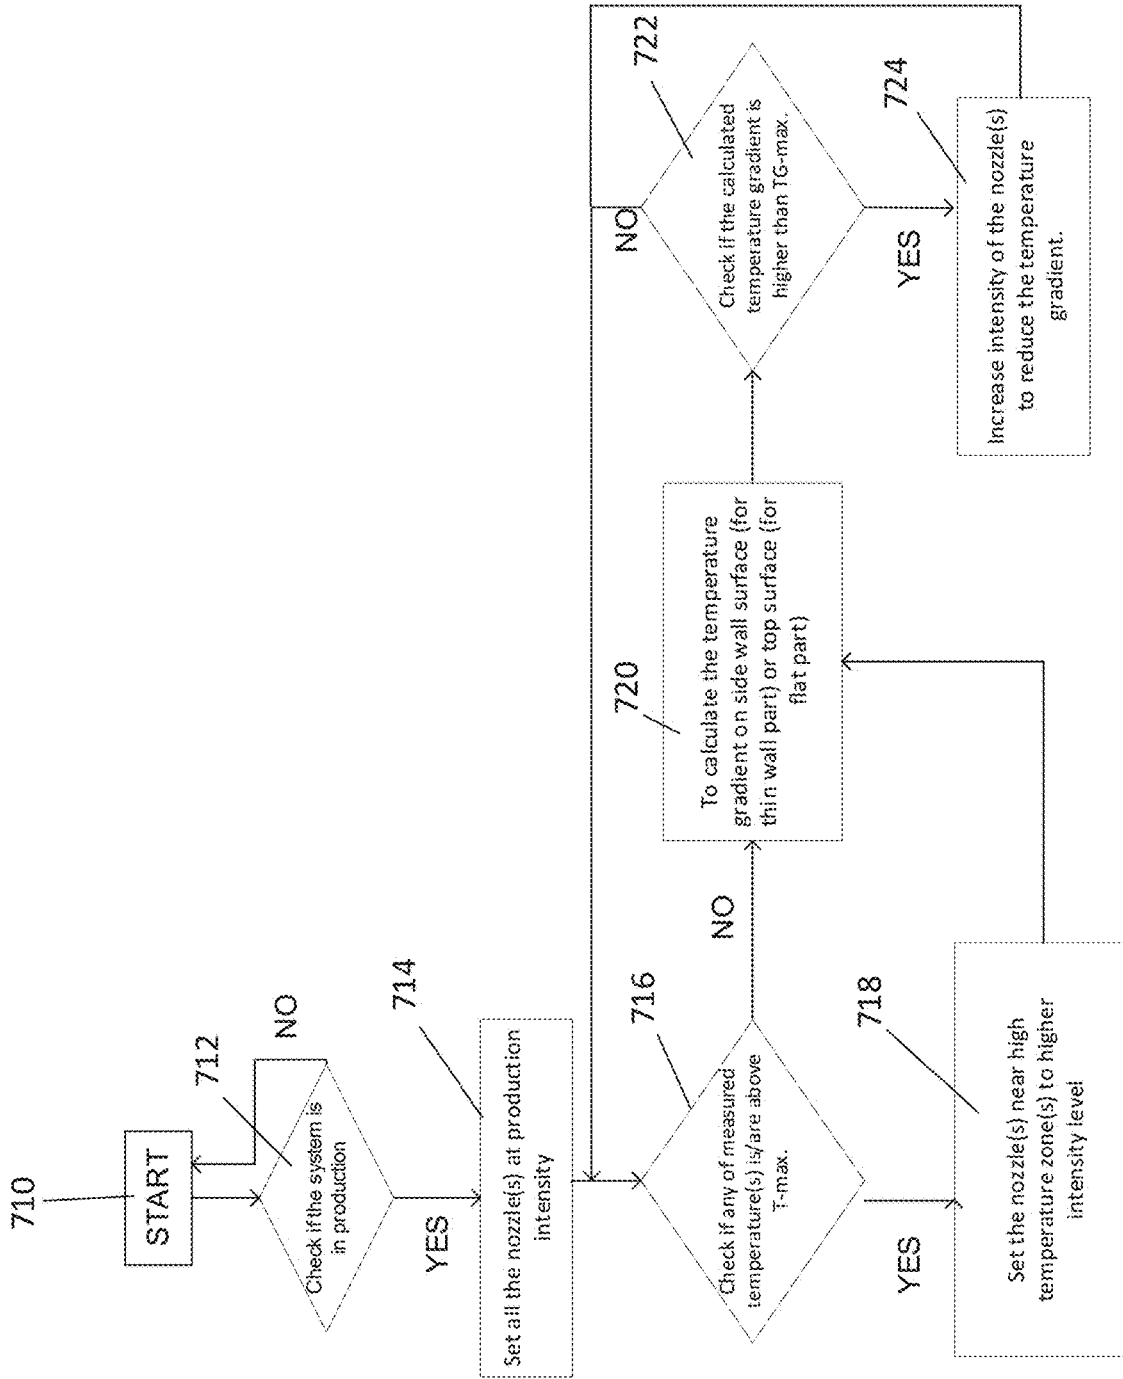 710
START
712
Check if the system is
in production
NO
YES
714
Set all the nozzle(s) at production
intensity
716
Check if any of measured
temperature(s) is/are above
T-max.
NO
YES
718
Set the nozzle(s) near high
temperature zone(s) to higher
intensity level
720
To calculate the temperature
gradient on side wall surface (for
thin wall part) or top surface (for
flat part)
722
Check if the calculated
temperature gradient is
higher than TG-max.
NO
YES
724
Increase intensity of the nozzle(s)
to reduce the temperature
gradient.